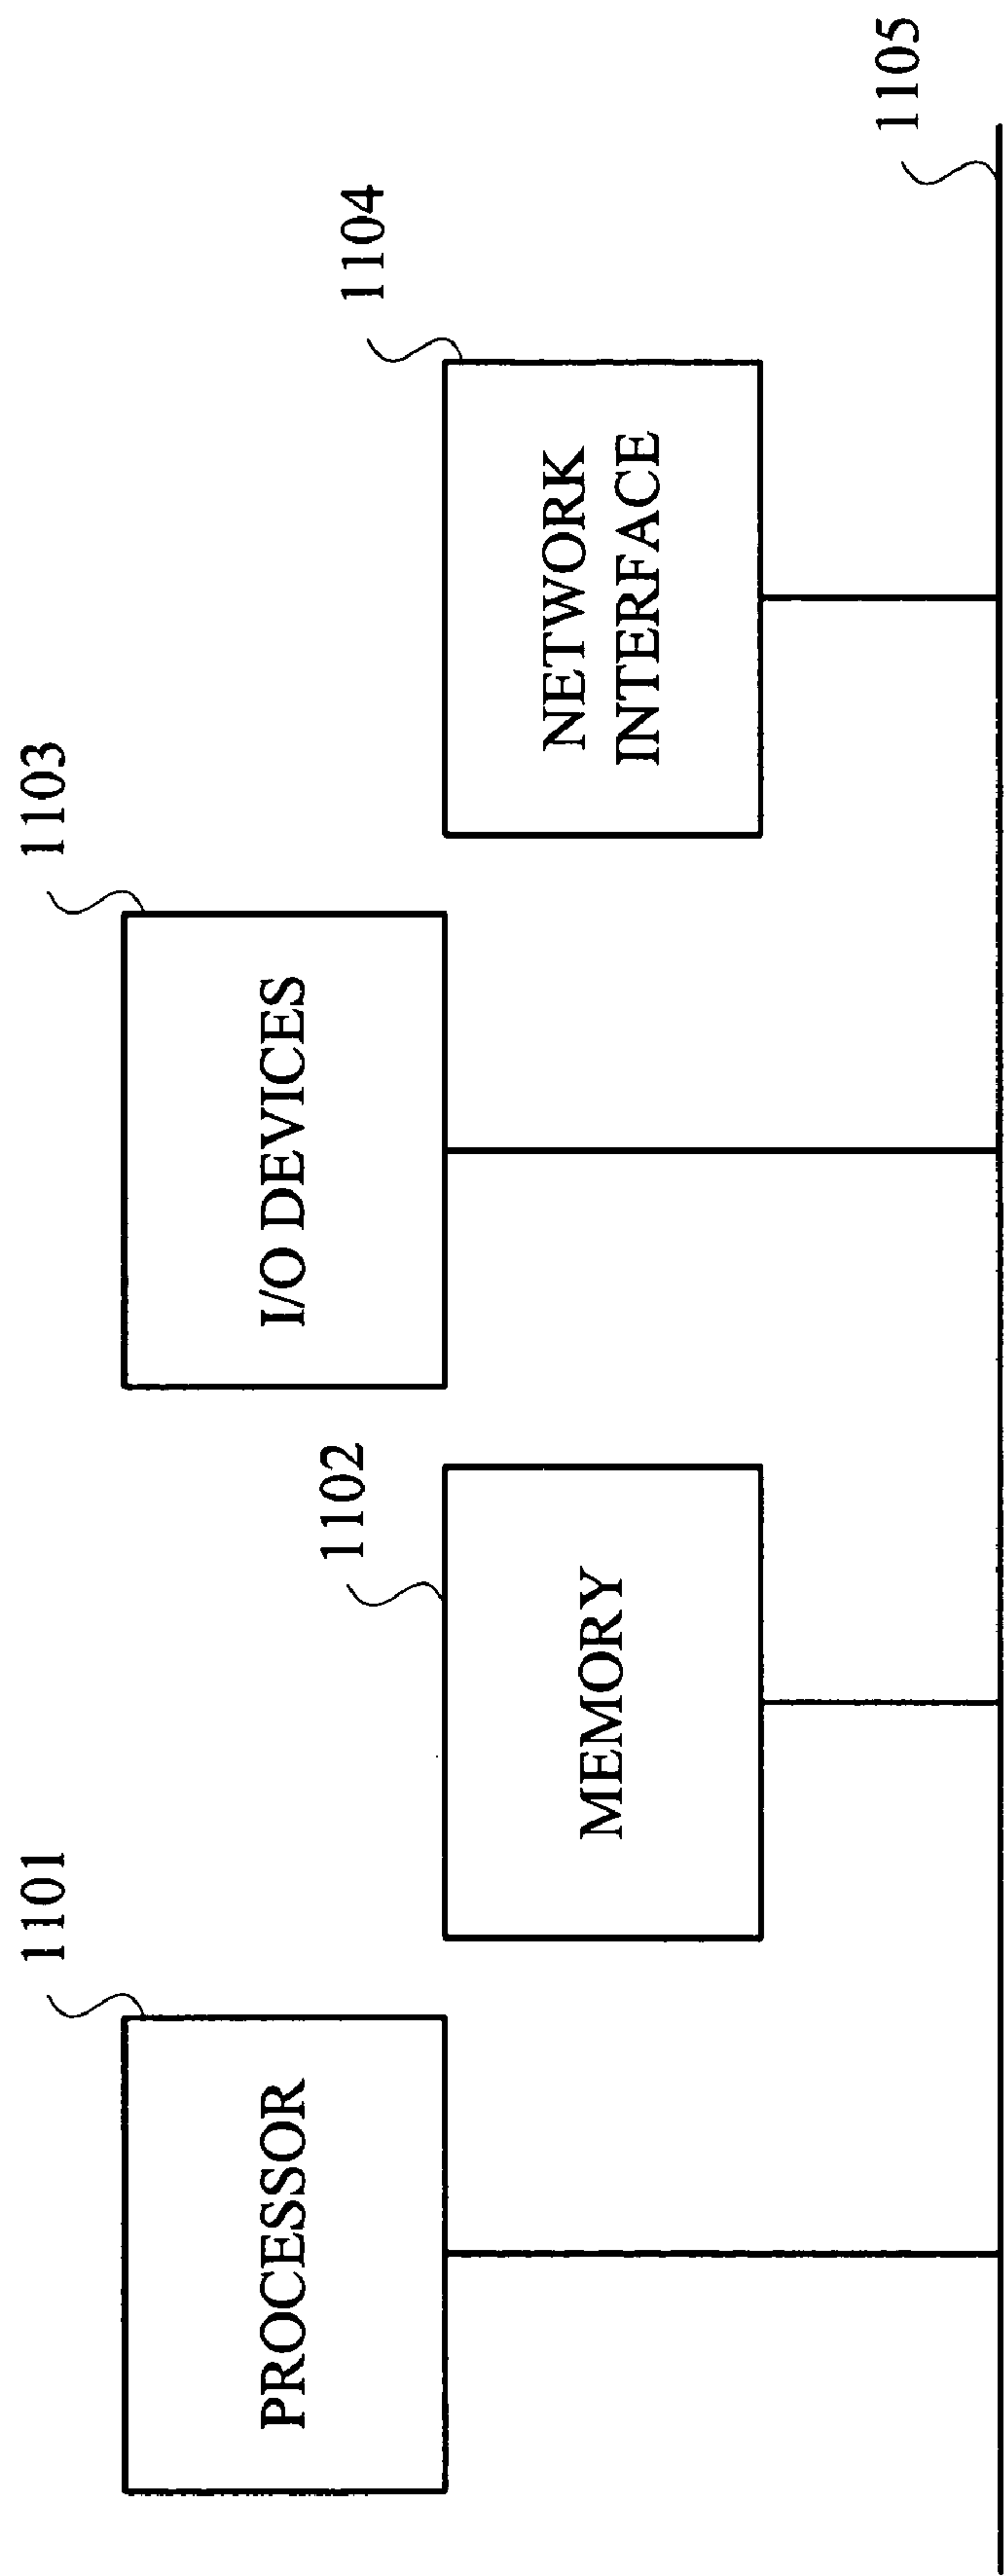 1101
PROCESSOR
1102
MEMORY
1103
I/O DEVICES
1104
NETWORK
INTERFACE
1105